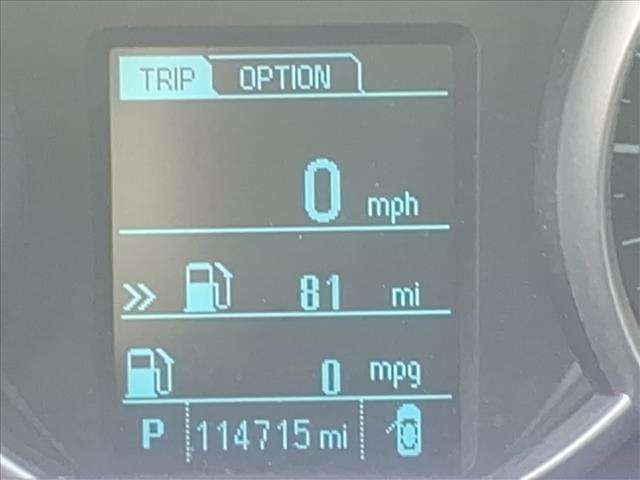 TRIP OPTION
0 mph
81 mi
0 mpg
P 114715 mi